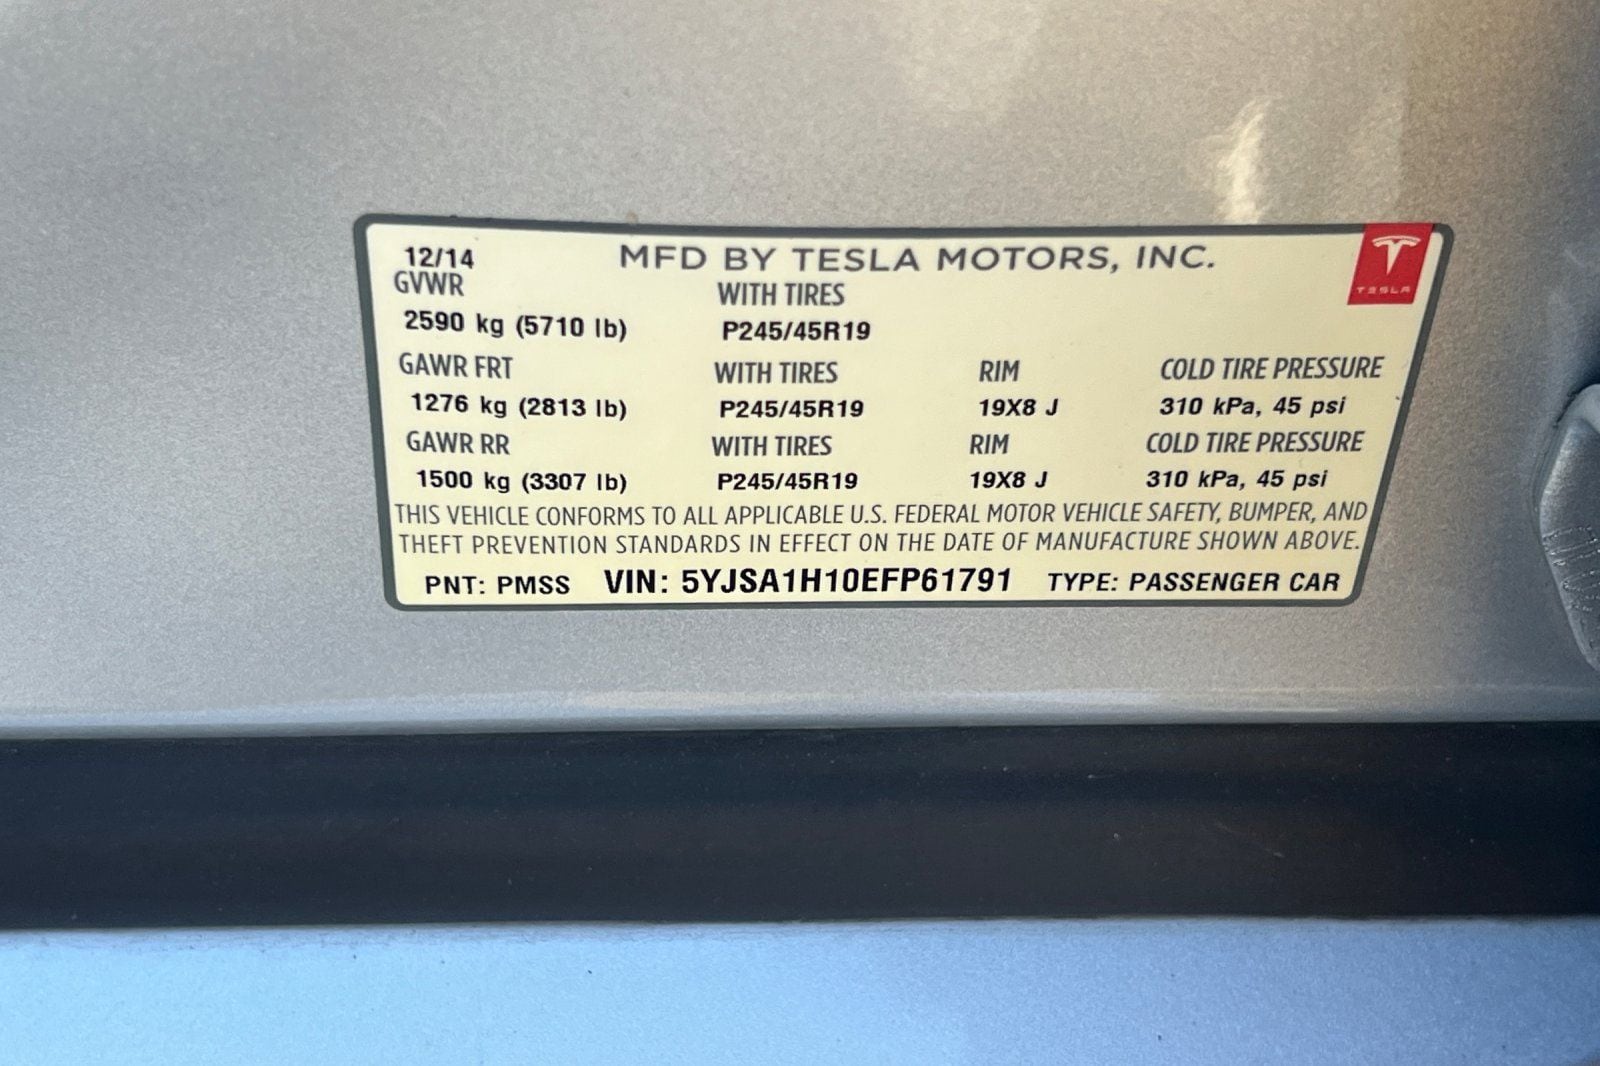 12/14 MFD BY TESLA MOTORS, INC.
TESLA
GVWR WITH TIRES
2590 kg (5710 lb) P245/45R19
GAWR FRT WITH TIRES RIM COLD TIRE PRESSURE
1276 kg (2813 lb) P245/45R19 19X8 J 310 kPa, 45 psi
GAWR RR WITH TIRES RIM COLD TIRE PRESSURE
1500 kg (3307 lb) P245/45R19 19X8 J 310 kPa, 45 psi
THIS VEHICLE CONFORMS TO ALL APPLICABLE U.S. FEDERAL MOTOR VEHICLE SAFETY, BUMPER, AND
THEFT PREVENTION STANDARDS IN EFFECT ON THE DATE OF MANUFACTURE SHOWN ABOVE.
PNT: PMSS VIN: 5YJSA1H10EFP61791 TYPE: PASSENGER CAR